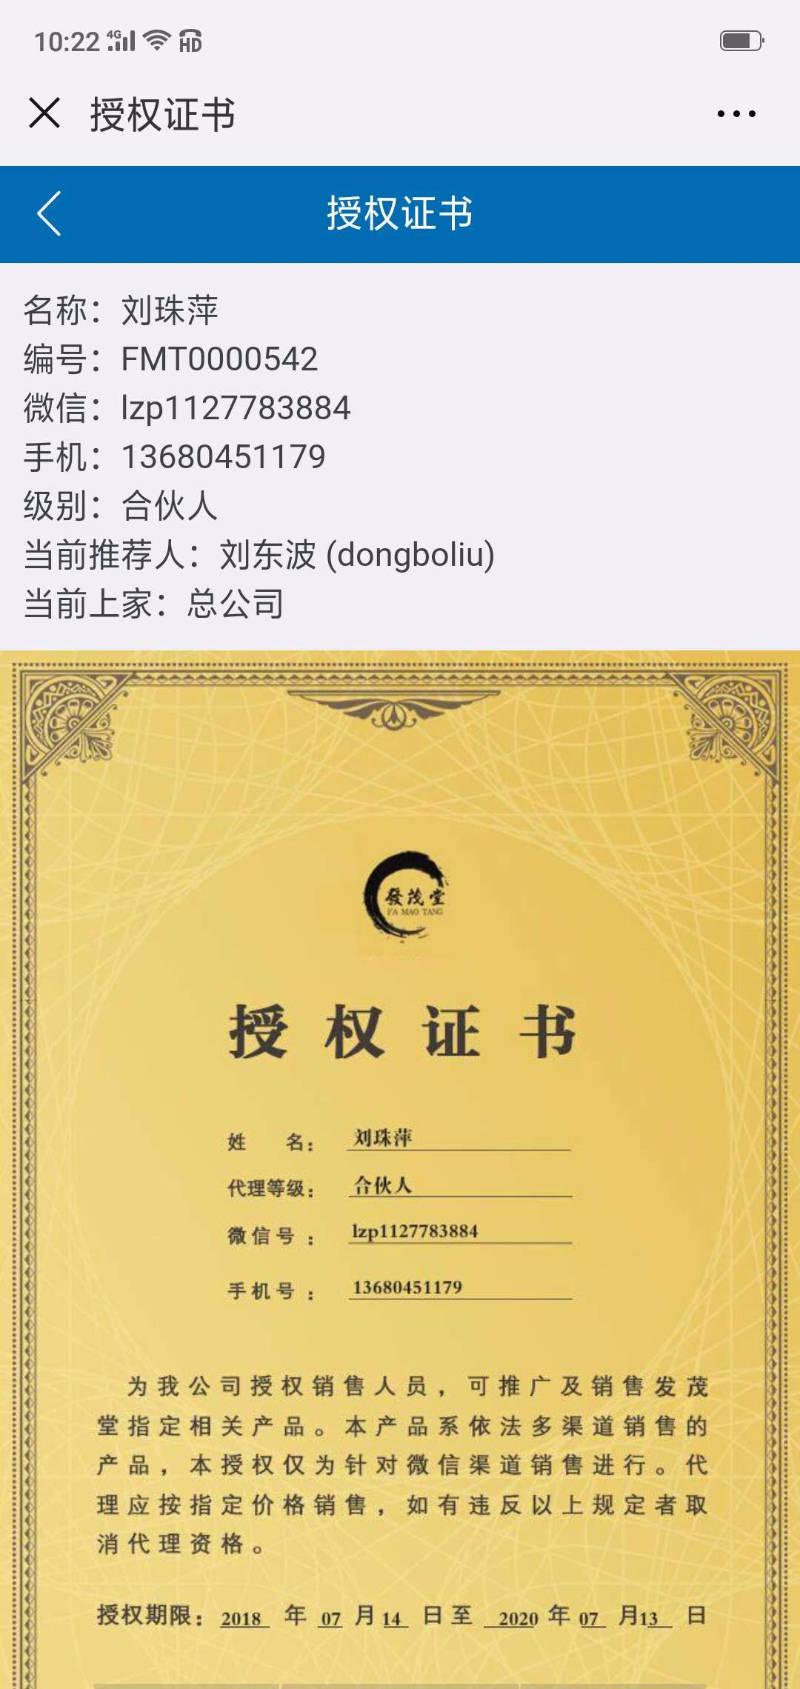 10:22 4G HD
授权证书
授权证书
名称：刘珠萍
编号：FMT0000542
微信：lzp1127783884
手机：13680451179
级别：合伙人
当前推荐人：刘东波 (dongboliu)
当前上家：总公司
發茂堂
FA MAO TANG
授权证书
姓 名： 刘珠萍
代理等级： 合伙人
微信号： lzp1127783884
手机号： 13680451179
为我公司授权销售人员，可推广及销售发茂
堂指定相关产品。本产品系依法多渠道销售的
产品，本授权仅为针对微信渠道销售进行。代
理应按指定价格销售，如有违反以上规定者取
消代理资格。
授权期限：2018 年 07 月 14 日至 2020 年 07 月 13 日